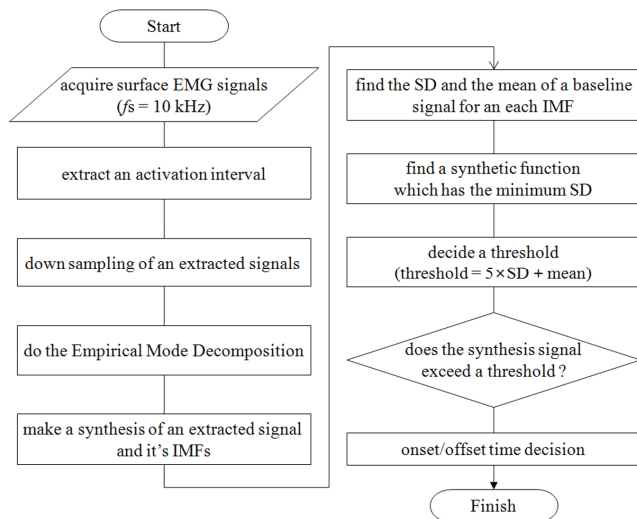 Start
acquire surface EMG signals
(fs = 10 kHz)
extract an activation interval
down sampling of an extracted signals
do the Empirical Mode Decomposition
make a synthesis of an extracted signal
and it's IMFs
find the SD and the mean of a baseline
signal for an each IMF
find a synthetic function
which has the minimum SD
decide a threshold
(threshold = 5×SD + mean)
does the synthesis signal
exceed a threshold ?
onset/offset time decision
Finish